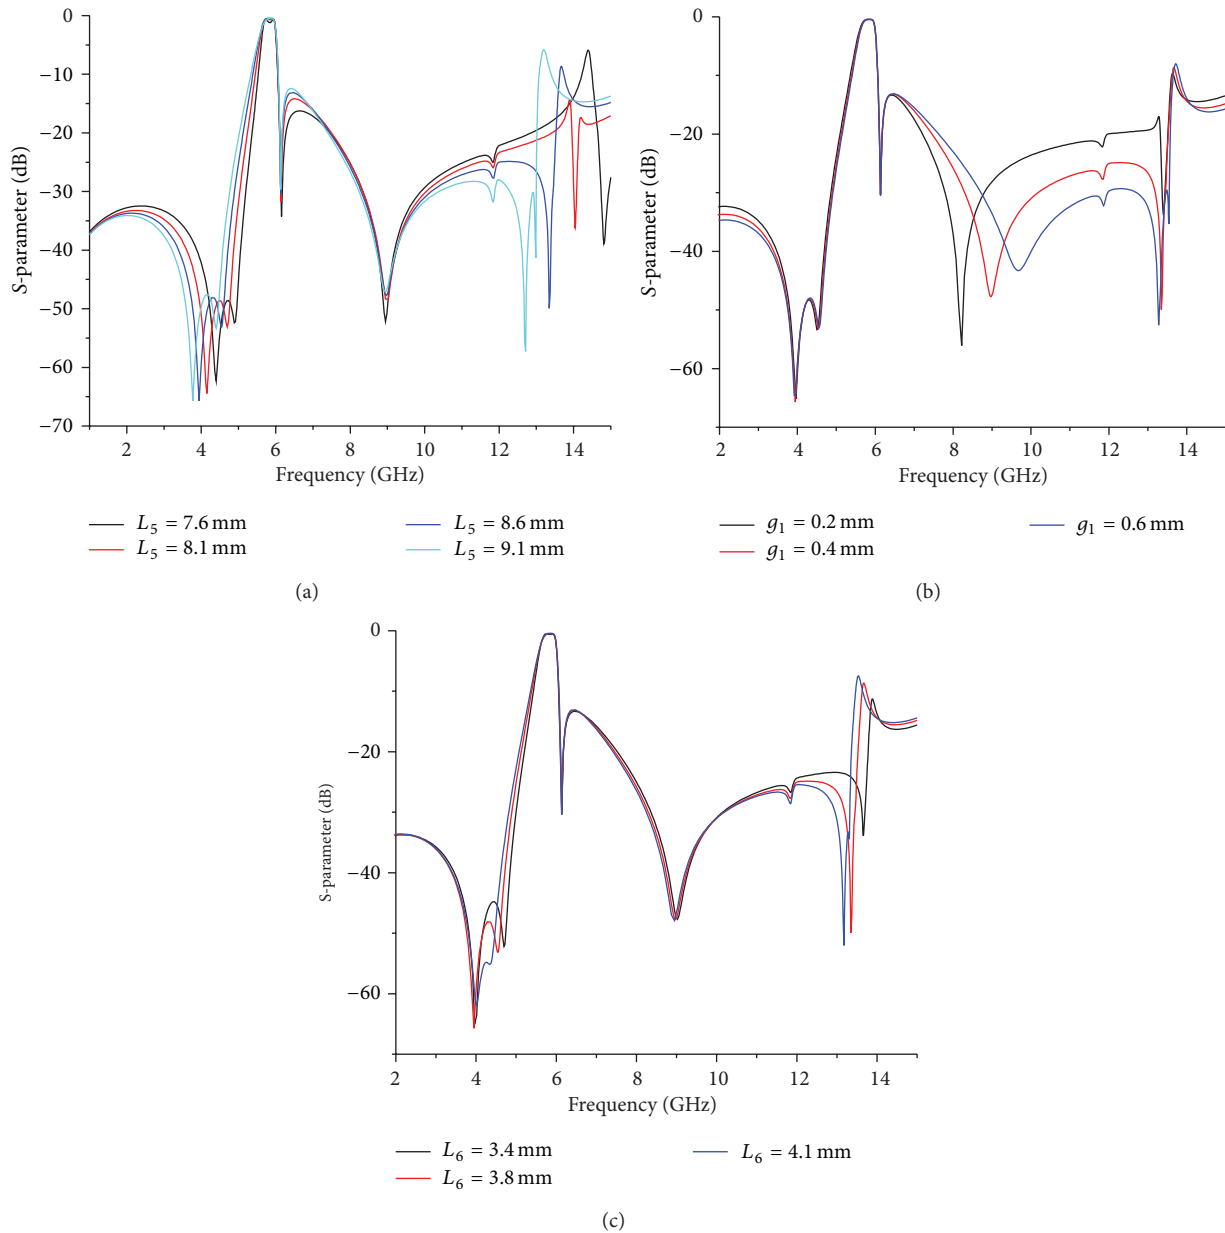 0
−10
−20
−30
−40
−50
−60
−70
S-parameter (dB)
2 4 6 8 10 12 14
Frequency (GHz)
L5 = 7.6 mm
L5 = 8.1 mm
L5 = 8.6 mm
L5 = 9.1 mm
(a)
0
−20
−40
−60
S-parameter (dB)
2 4 6 8 10 12 14
Frequency (GHz)
g1 = 0.2 mm
g1 = 0.4 mm
g1 = 0.6 mm
(b)
0
−20
−40
−60
S-parameter (dB)
2 4 6 8 10 12 14
Frequency (GHz)
L6 = 3.4 mm
L6 = 3.8 mm
L6 = 4.1 mm
(c)